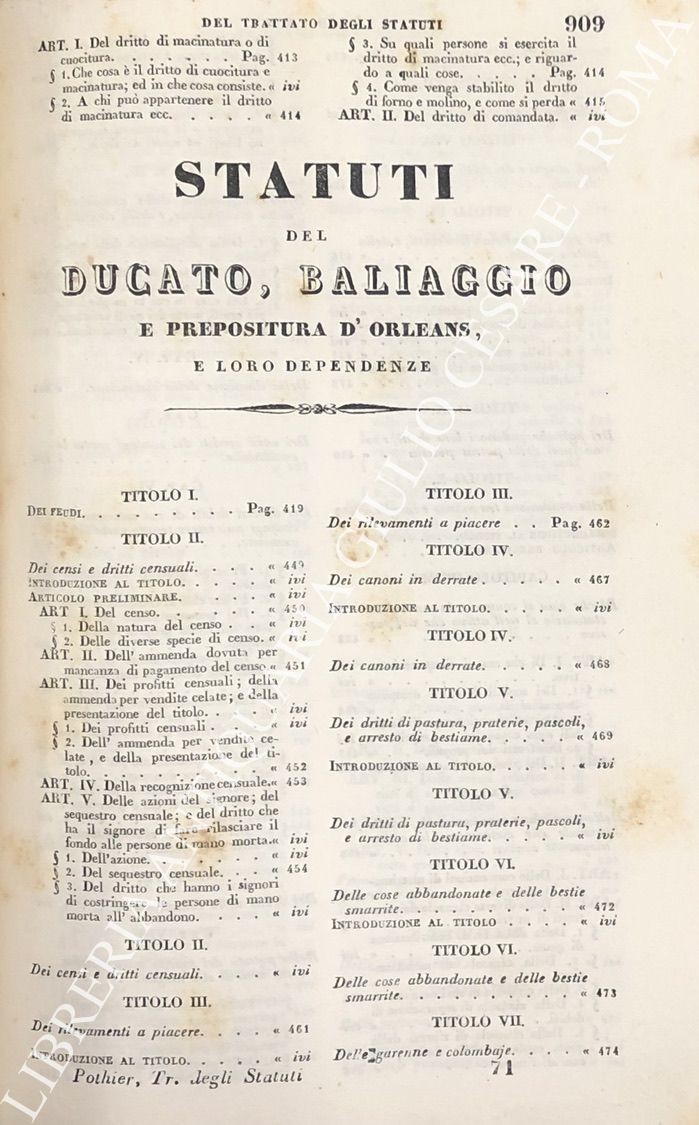 DEL TRATTATO DEGLI STATUTI 909
ART. I. Del dritto di macinatura o di
cuocitura. . . . . . . Pag. 413
§ 1. Che cosa è il dritto di cuocitura e
macinatura; ed in che cosa consiste. « ivi
§ 2. A chi può appartenere il dritto
di macinatura ecc. . . . . « 414
§ 3. Su quali persone si esercita il
dritto di macinatura ecc.; e riguar-
do a quali cose. . . . . Pag. 414
§ 4. Come venga stabilito il dritto
di forno e molino, e come si perda « 415
ART. II. Del dritto di comandata. « ivi
STATUTI
DEL
DUCATO, BALIAGGIO
E PREPOSITURA D' ORLEANS,
E LORO DEPENDENZE
TITOLO I.
DEI FEUDI. . . . . . . . . Pag. 419
TITOLO II.
Dei censi e dritti censuali. . . . « 449
INTRODUZIONE AL TITOLO. . . . . « ivi
ARTICOLO PRELIMINARE. . . . « ivi
ART I. Del censo. . . . . . « 450
§ 1. Della natura del censo . . « ivi
§ 2. Delle diverse specie di censo. « ivi
ART. II. Dell' ammenda dovuta per
mancanza di pagamento del censo « 451
ART. III. Dei profitti censuali; della
ammenda per vendite celate; e della
presentazione del titolo. . . . « ivi
§ 1. Dei profitti censuali . . . « ivi
§ 2. Dell' ammenda per vendite ce-
late, e della presentazione del ti-
tolo. . . . . . . . . . « 452
ART. IV. Della recognizione censuale. « 453
ART. V. Delle azioni del signore; del
sequestro censuale; e del dritto che
ha il signore di fare rilasciare il
fondo alle persone di mano morta. « ivi
§ 1. Dell'azione. . . . . . . « ivi
§ 2. Del sequestro censuale. . . . « 454
§ 3. Del dritto che hanno i signori
di costringere le persone di mano
morta all' abbandono. . . . . « ivi
TITOLO II.
Dei censi e dritti censuali. . . . « ivi
TITOLO III.
Dei rilevamenti a piacere. . . . « 461
INTRODUZIONE AL TITOLO. . . . . « ivi
TITOLO III.
Dei rilevamenti a piacere . . Pag. 462
TITOLO IV.
Dei canoni in derrate . . . . . « 467
INTRODUZIONE AL TITOLO. . . . « ivi
TITOLO IV.
Dei canoni in derrate. . . . . « 468
TITOLO V.
Dei dritti di pastura, praterie, pascoli,
e arresto di bestiame. . . . . « 469
INTRODUZIONE AL TITOLO. . . . . « ivi
TITOLO V.
Dei dritti di pastura, praterie, pascoli,
e arresto di bestiame. . . . . « ivi
TITOLO VI.
Delle cose abbandonate e delle bestie
smarrite. . . . . . . . . . « 472
INTRODUZIONE AL TITOLO . . . . « ivi
TITOLO VI.
Delle cose abbandonate e delle bestie
smarrite. . . . . . . . . « 473
TITOLO VII.
Delle garenne e colombaje. . . . « 474
Pothier, Tr. degli Statuti 71
LIBRERIA ANTIQUARIA GIULIO CESARE - ROMA